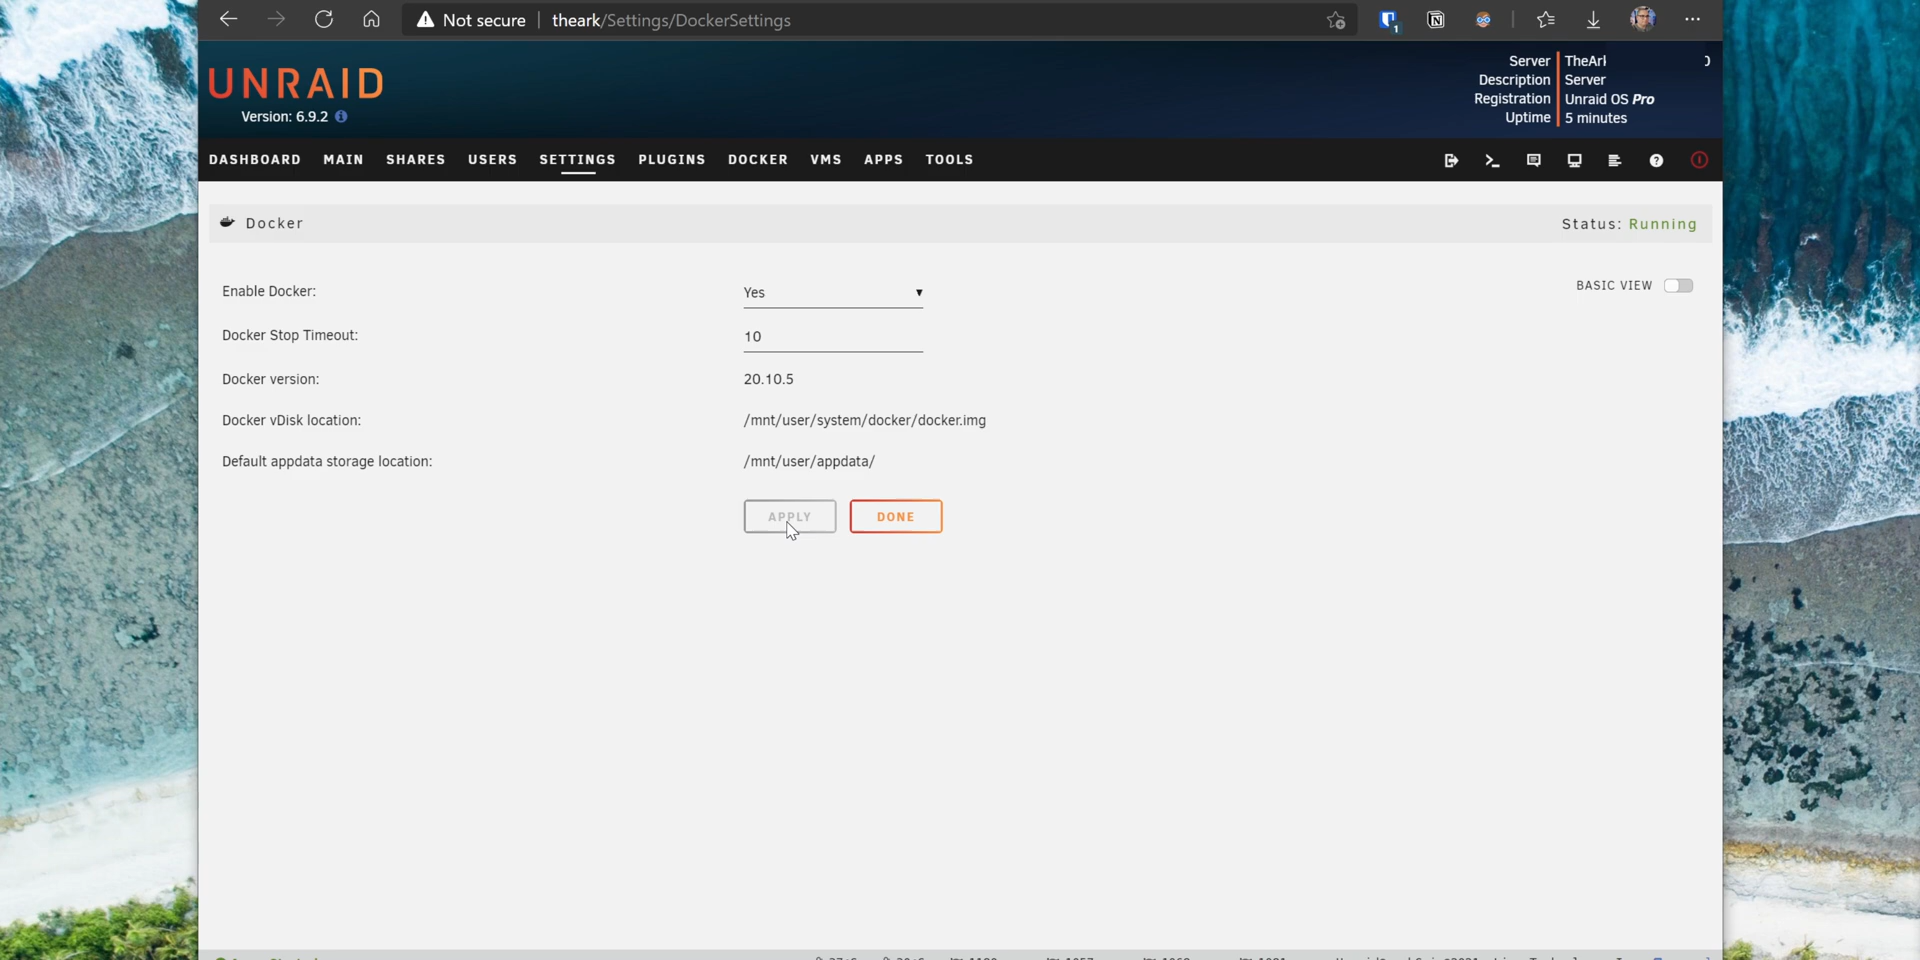 Not secure | theark/Settings/DockerSettings
1
UNRAID
Version: 6.9.2
Server TheArk
Description Server
Registration Unraid OS Pro
Uptime 5 minutes
DASHBOARD MAIN SHARES USERS SETTINGS PLUGINS DOCKER VMS APPS TOOLS
Docker
Status: Running
BASIC VIEW
Enable Docker: Yes
Docker Stop Timeout: 10
Docker version: 20.10.5
Docker vDisk location: /mnt/user/system/docker/docker.img
Default appdata storage location: /mnt/user/appdata/
APPLY DONE